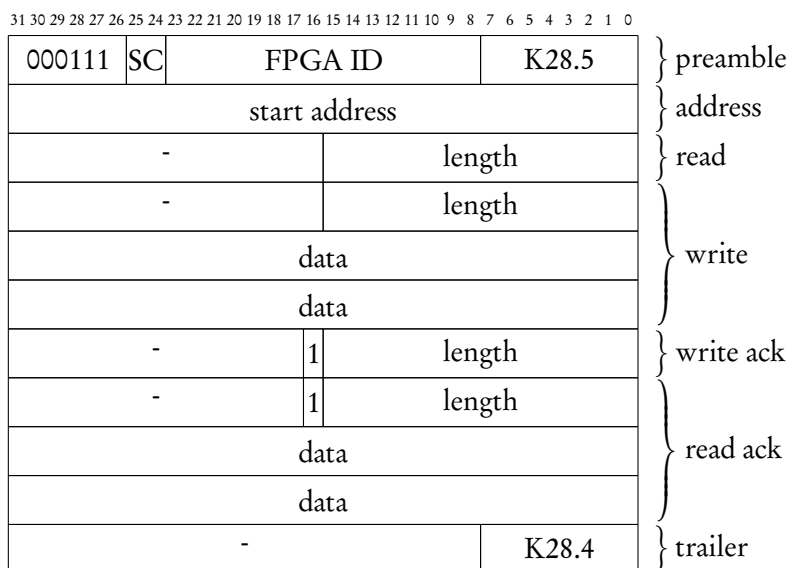 31 30 29 28 27 26 25 24 23 22 21 20 19 18 17 16 15 14 13 12 11 10 9 8 7 6 5 4 3 2 1 0
000111 SC FPGA ID K28.5 preamble
start address address
- length read
- length
data write
data
- 1 length write ack
- 1 length
data read ack
data
- K28.4 trailer